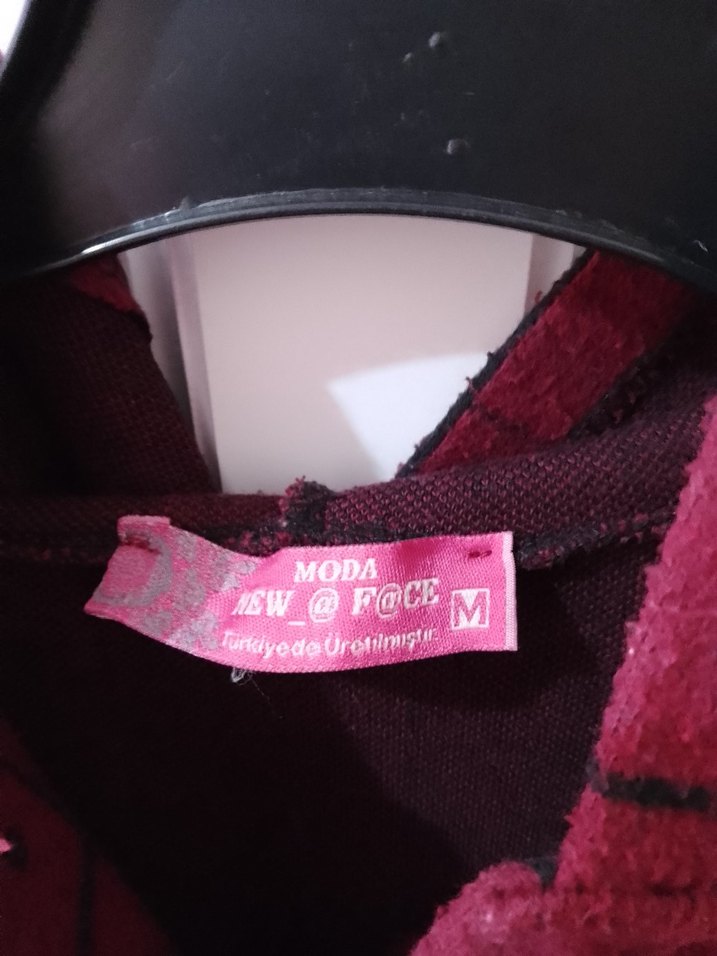 MODA
NEW_@ F@CE
M
Türkiyede Üretilmiştir.